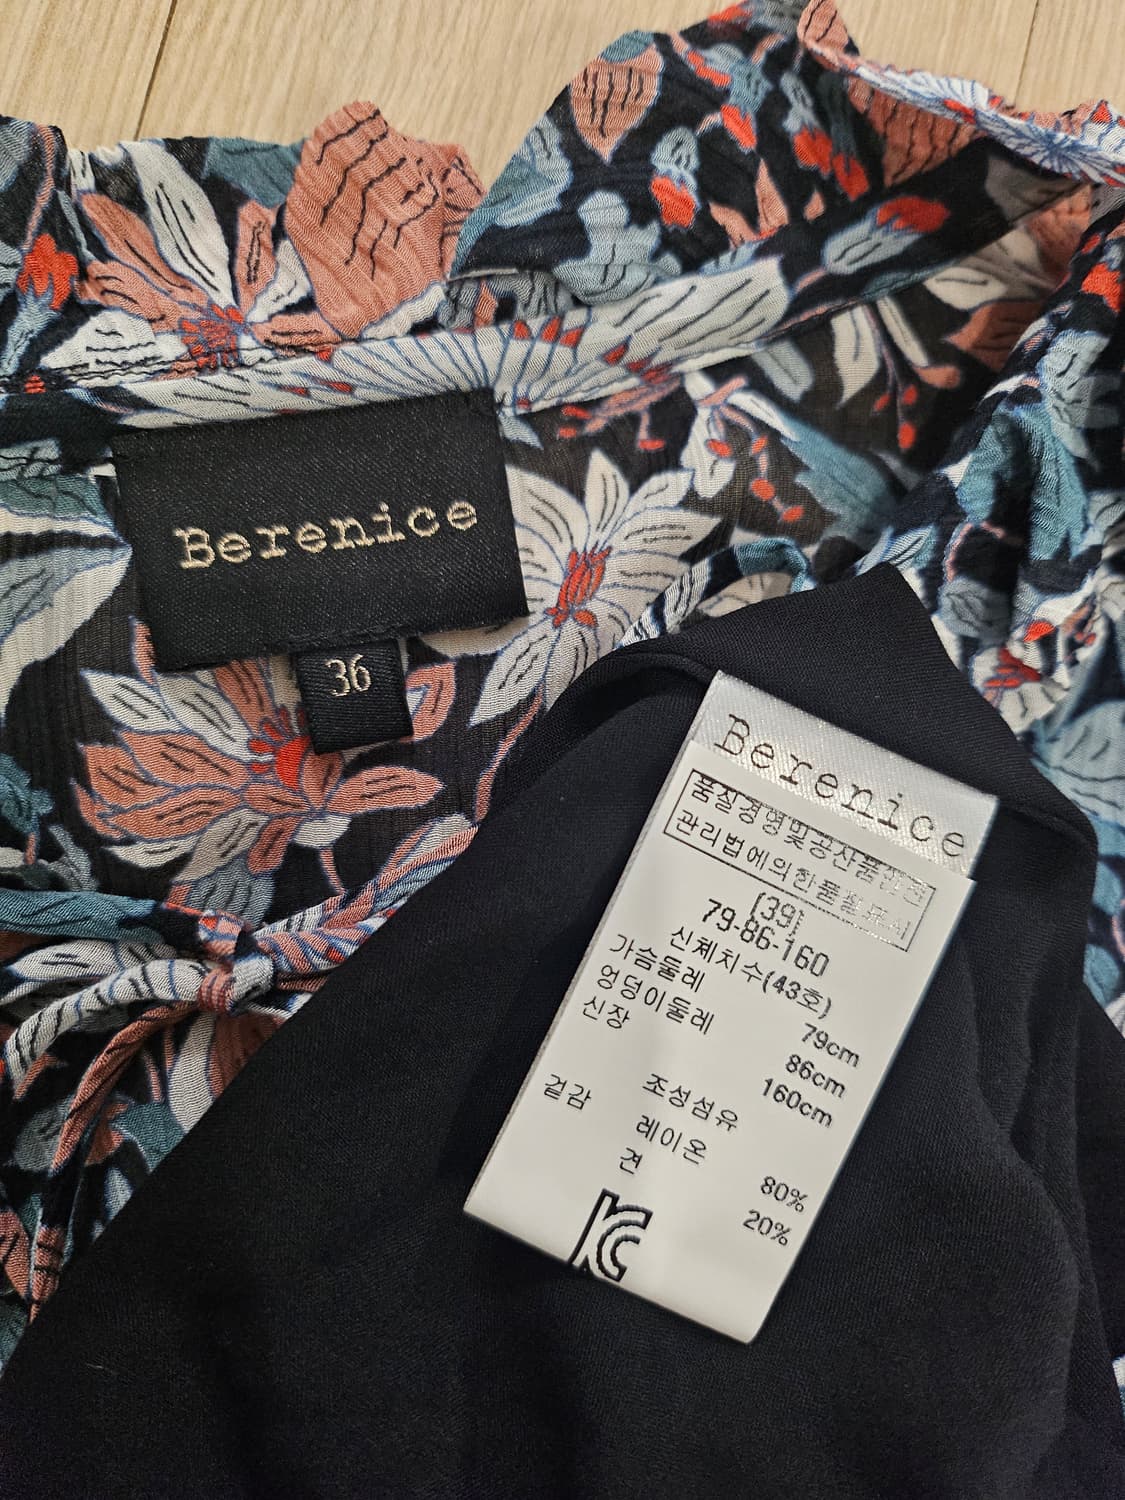 Berenice
36
Berenice
품질경영및공산품안전
관리법에의한품질표시
(39)
79-86-160
신체치수(43호)
가슴둘레 79cm
엉덩이둘레 86cm
신장 160cm
조성섬유
겉감 레이온 80%
견 20%
KC